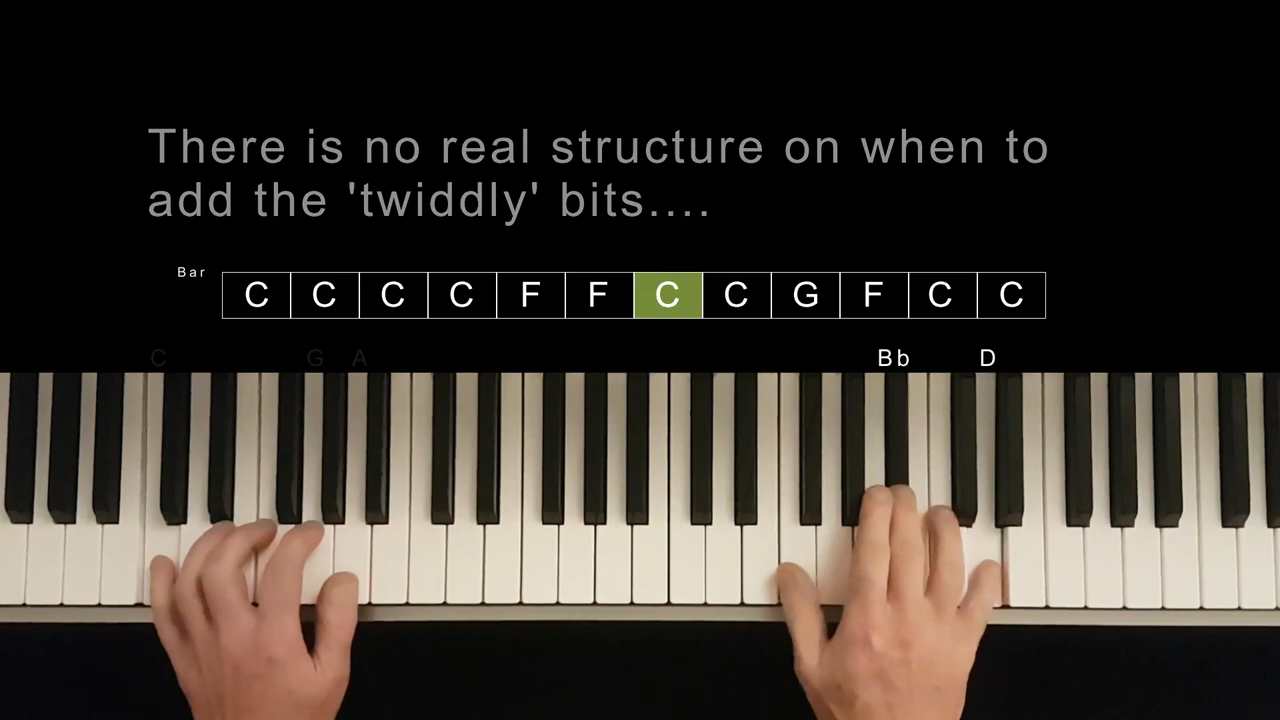 There is no real structure on when to
add the 'twiddly' bits....
Bar C C C C F F C C G F C C
C G A Bb D